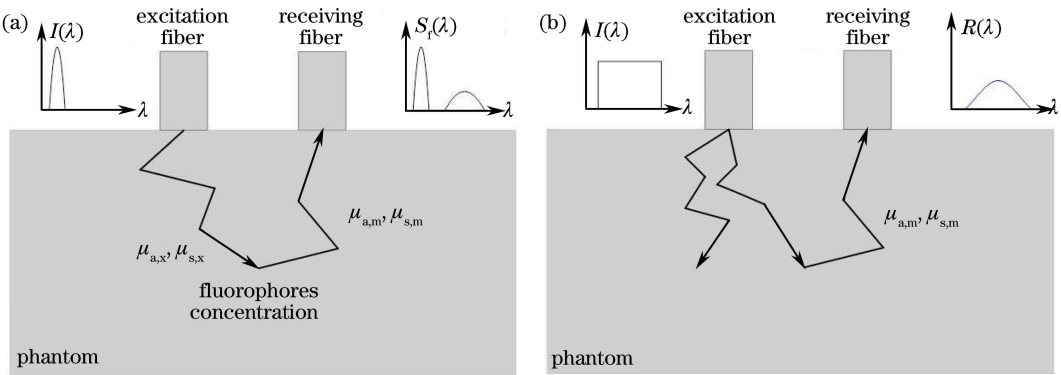 (a)
I(λ)
λ
excitation
fiber
receiving
fiber
S_f(λ)
λ
μ_a,x, μ_s,x
μ_a,m, μ_s,m
fluorophores
concentration
phantom
(b)
I(λ)
λ
excitation
fiber
receiving
fiber
R(λ)
λ
μ_a,m, μ_s,m
phantom